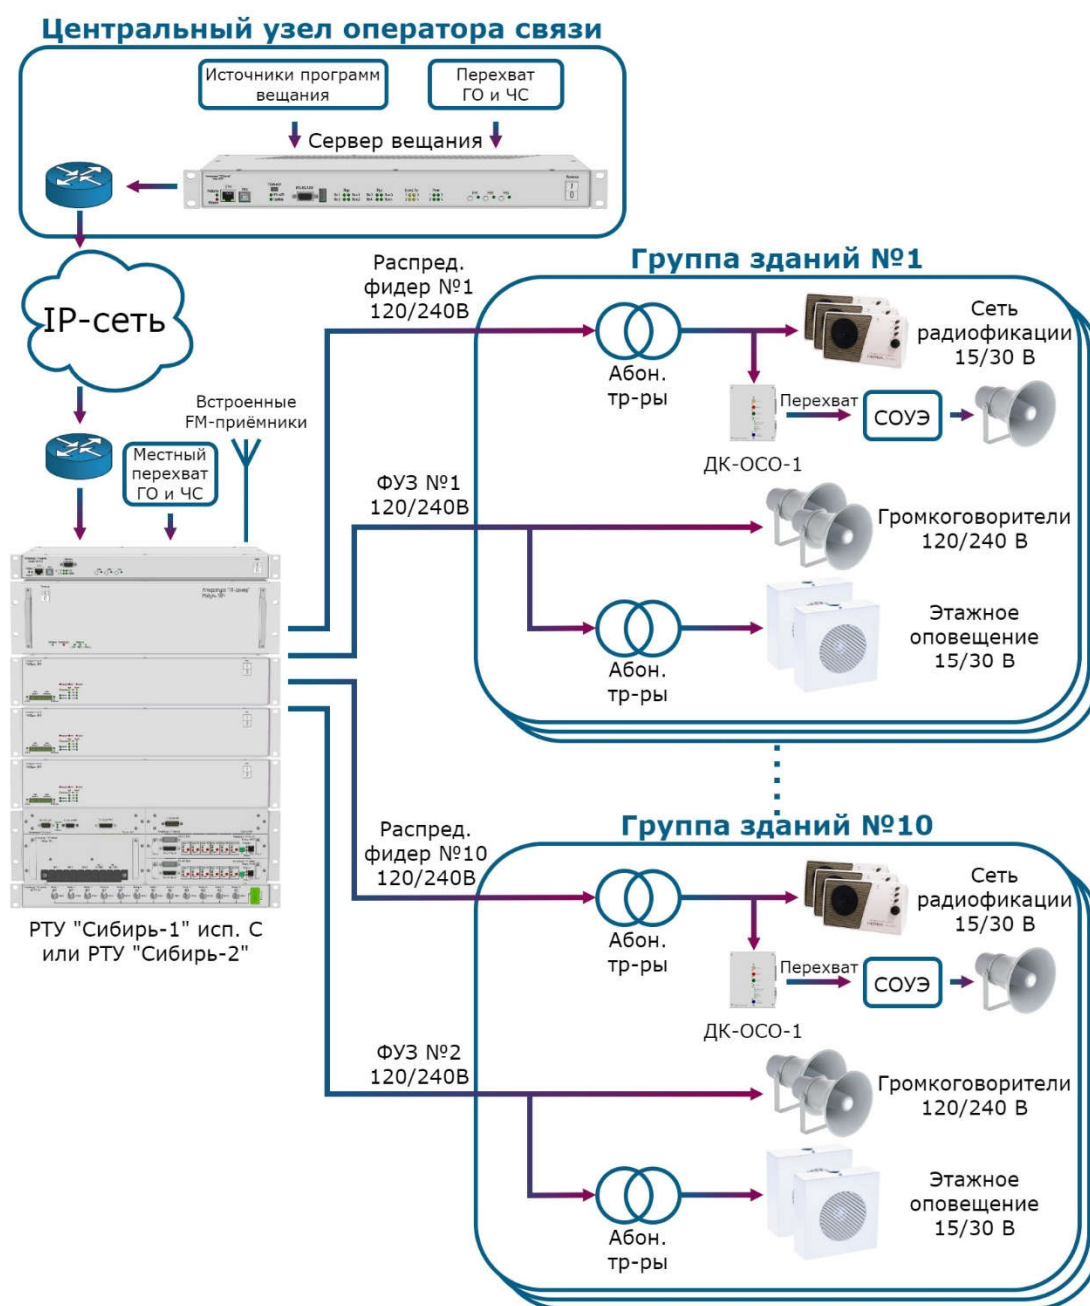 Центральный узел оператора связи
Источники программ
вещания
Перехват
ГО и ЧС
Сервер вещания
IP-сеть
Встроенные
FM-приёмники
Местный
перехват
ГО и ЧС
РТУ "Сибирь-1" исп. С
или РТУ "Сибирь-2"
Распред.
фидер №1
120/240В
ФУЗ №1
120/240В
Группа зданий №1
Абон.
тр-ры
Сеть
радиофикации
15/30 В
ДК-ОСО-1
Перехват
СОУЭ
Громкоговорители
120/240 В
Абон.
тр-ры
Этажное
оповещение
15/30 В
Распред.
фидер №10
120/240В
ФУЗ №2
120/240В
Группа зданий №10
Абон.
тр-ры
Сеть
радиофикации
15/30 В
ДК-ОСО-1
Перехват
СОУЭ
Громкоговорители
120/240 В
Абон.
тр-ры
Этажное
оповещение
15/30 В